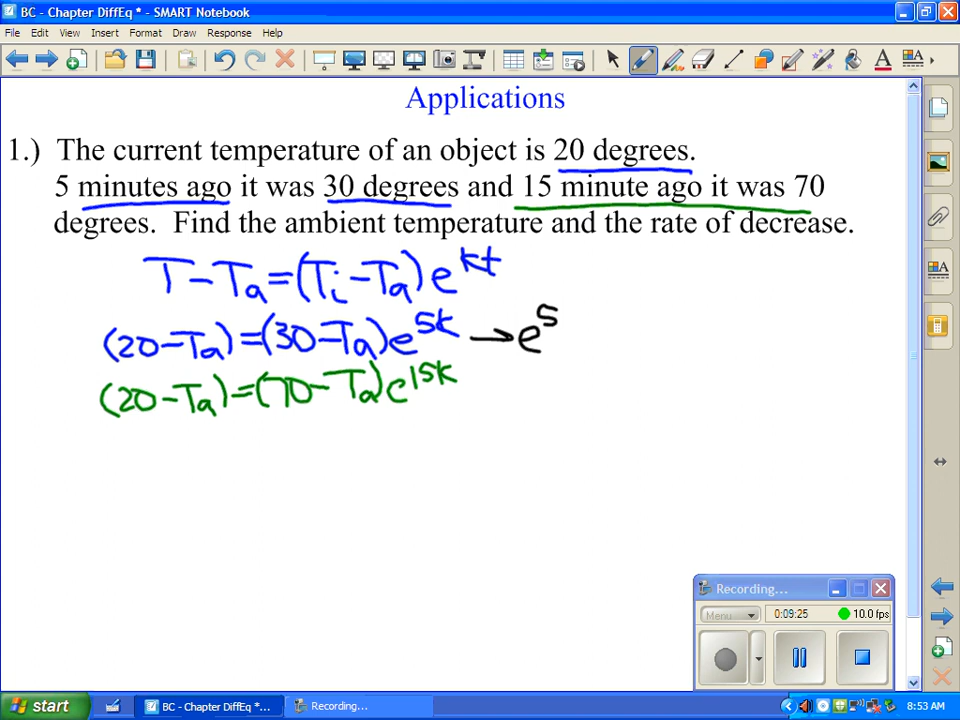 BC - Chapter DiffEq * - SMART Notebook
File Edit View Insert Format Draw Response Help
Applications
1.) The current temperature of an object is 20 degrees.
5 minutes ago it was 30 degrees and 15 minute ago it was 70
degrees. Find the ambient temperature and the rate of decrease.
T-Tₐ=(Tᵢ-Tₐ)e^kt
(20-Tₐ)=(30-Tₐ)e^5k →e^5
(20-Tₐ)=(70-Tₐ)e^15k
Recording...
Menu 0:09:25 10.0 fps
start BC - Chapter DiffEq *... Recording... 8:53 AM